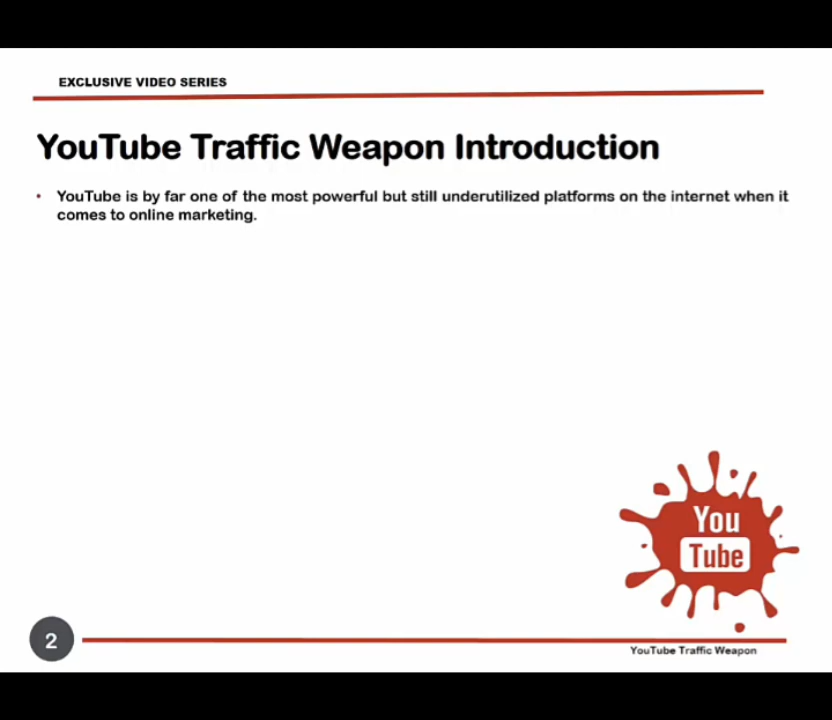 EXCLUSIVE VIDEO SERIES
YouTube Traffic Weapon Introduction
• YouTube is by far one of the most powerful but still underutilized platforms on the internet when it
comes to online marketing.
You
Tube
2
YouTube Traffic Weapon